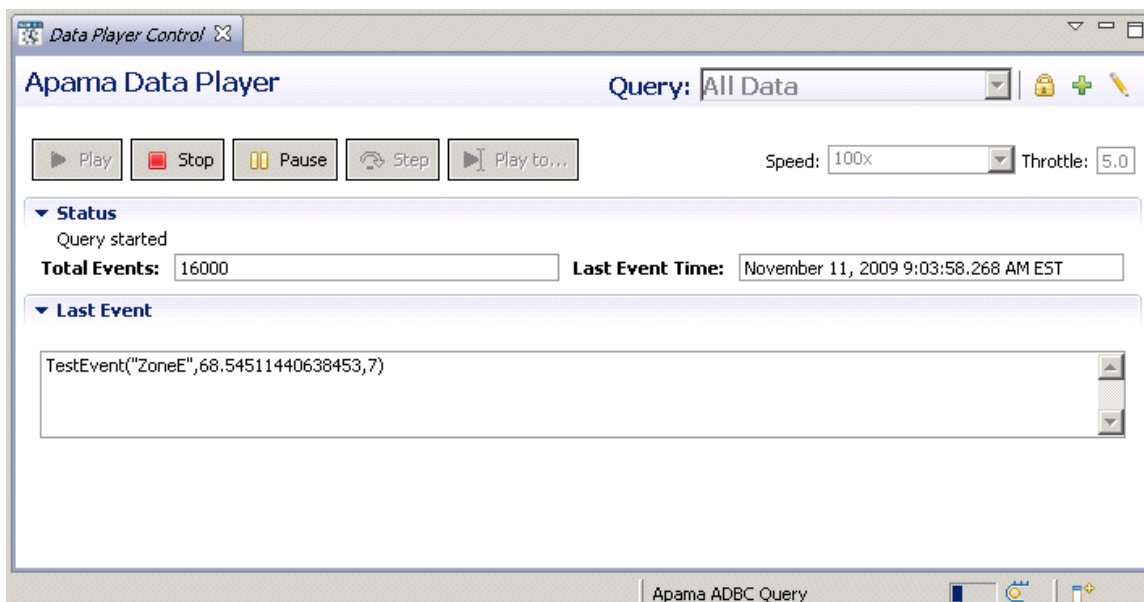 Data Player Control
Apama Data Player
Query: All Data
Play Stop Pause Step Play to... Speed: 100x Throttle: 5.0
Status
Query started
Total Events: 16000 Last Event Time: November 11, 2009 9:03:58.268 AM EST
Last Event
TestEvent("ZoneE",68.54511440638453,7)
Apama ADBC Query